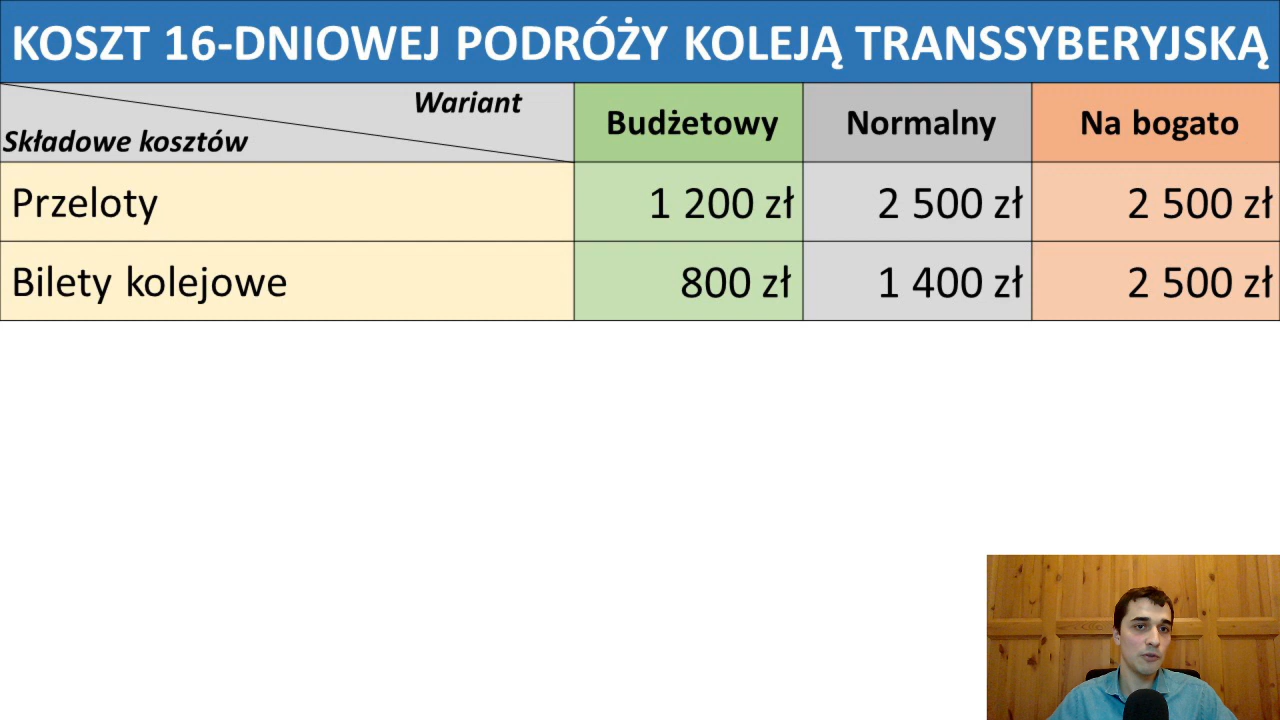 KOSZT 16-DNIOWEJ PODRÓŻY KOLEJĄ TRANSSYBERYJSKĄ
Wariant
Składowe kosztów
Budżetowy Normalny Na bogato
Przeloty 1 200 zł 2 500 zł 2 500 zł
Bilety kolejowe 800 zł 1 400 zł 2 500 zł